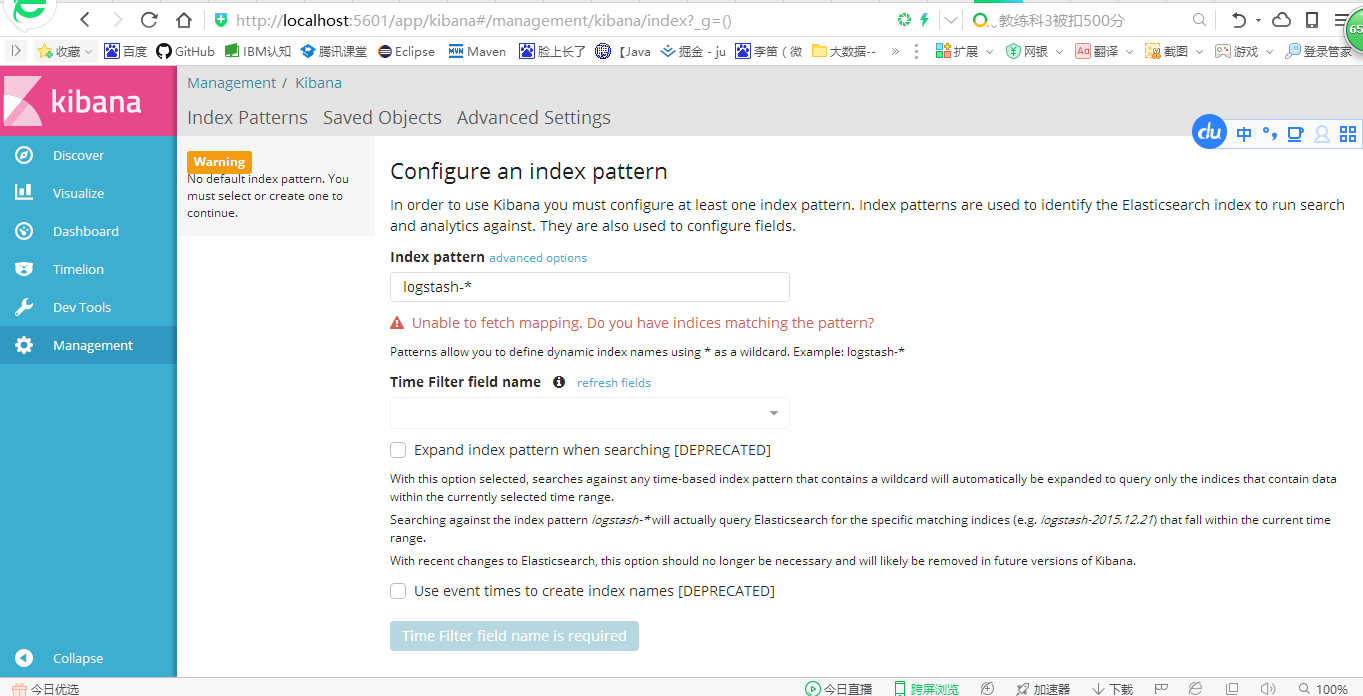 http://localhost:5601/app/kibana#/management/kibana/index?_g=()
教练科3被扣500分
65
收藏 百度 GitHub IBM认知 腾讯课堂 Eclipse Maven 脸上长了 【Java 掘金 - ju 李笛（微 大数据-- » 扩展 网银 翻译 截图 游戏 登录管家
kibana
Management / Kibana
Index Patterns Saved Objects Advanced Settings
du 中
Discover
Visualize
Dashboard
Timelion
Dev Tools
Management
Collapse
Warning
No default index pattern. You
must select or create one to
continue.
Configure an index pattern
In order to use Kibana you must configure at least one index pattern. Index patterns are used to identify the Elasticsearch index to run search
and analytics against. They are also used to configure fields.
Index pattern advanced options
logstash-*
Unable to fetch mapping. Do you have indices matching the pattern?
Patterns allow you to define dynamic index names using * as a wildcard. Example: logstash-*
Time Filter field name refresh fields
Expand index pattern when searching [DEPRECATED]
With this option selected, searches against any time-based index pattern that contains a wildcard will automatically be expanded to query only the indices that contain data
within the currently selected time range.
Searching against the index pattern logstash-* will actually query Elasticsearch for the specific matching indices (e.g. logstash-2015.12.21) that fall within the current time
range.
With recent changes to Elasticsearch, this option should no longer be necessary and will likely be removed in future versions of Kibana.
Use event times to create index names [DEPRECATED]
Time Filter field name is required
今日优选 今日直播 跨屏浏览 加速器 下载 100%